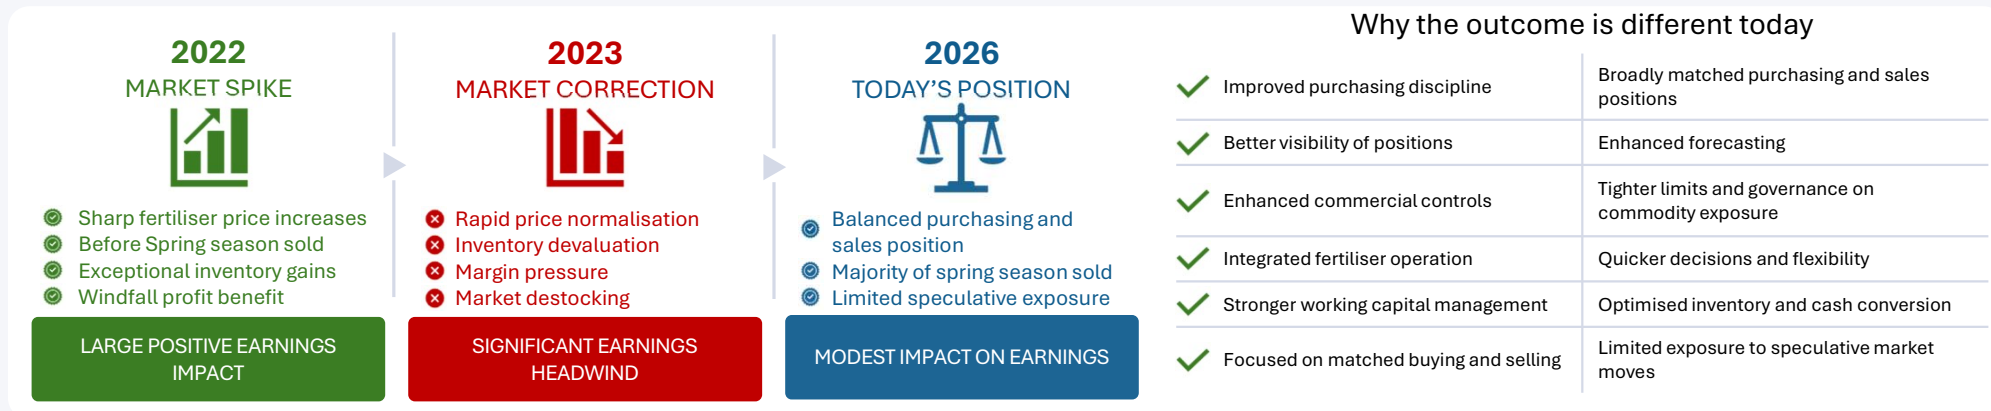 2022
MARKET SPIKE
Sharp fertiliser price increases
Before Spring season sold
Exceptional inventory gains
Windfall profit benefit
LARGE POSITIVE EARNINGS
IMPACT
2023
MARKET CORRECTION
Rapid price normalisation
Inventory devaluation
Margin pressure
Market destocking
SIGNIFICANT EARNINGS
HEADWIND
2026
TODAY'S POSITION
Balanced purchasing and
sales position
Majority of spring season sold
Limited speculative exposure
MODEST IMPACT ON EARNINGS
Why the outcome is different today
Improved purchasing discipline
Broadly matched purchasing and sales
positions
Better visibility of positions
Enhanced forecasting
Enhanced commercial controls
Tighter limits and governance on
commodity exposure
Integrated fertiliser operation
Quicker decisions and flexibility
Stronger working capital management
Optimised inventory and cash conversion
Focused on matched buying and selling
Limited exposure to speculative market
moves